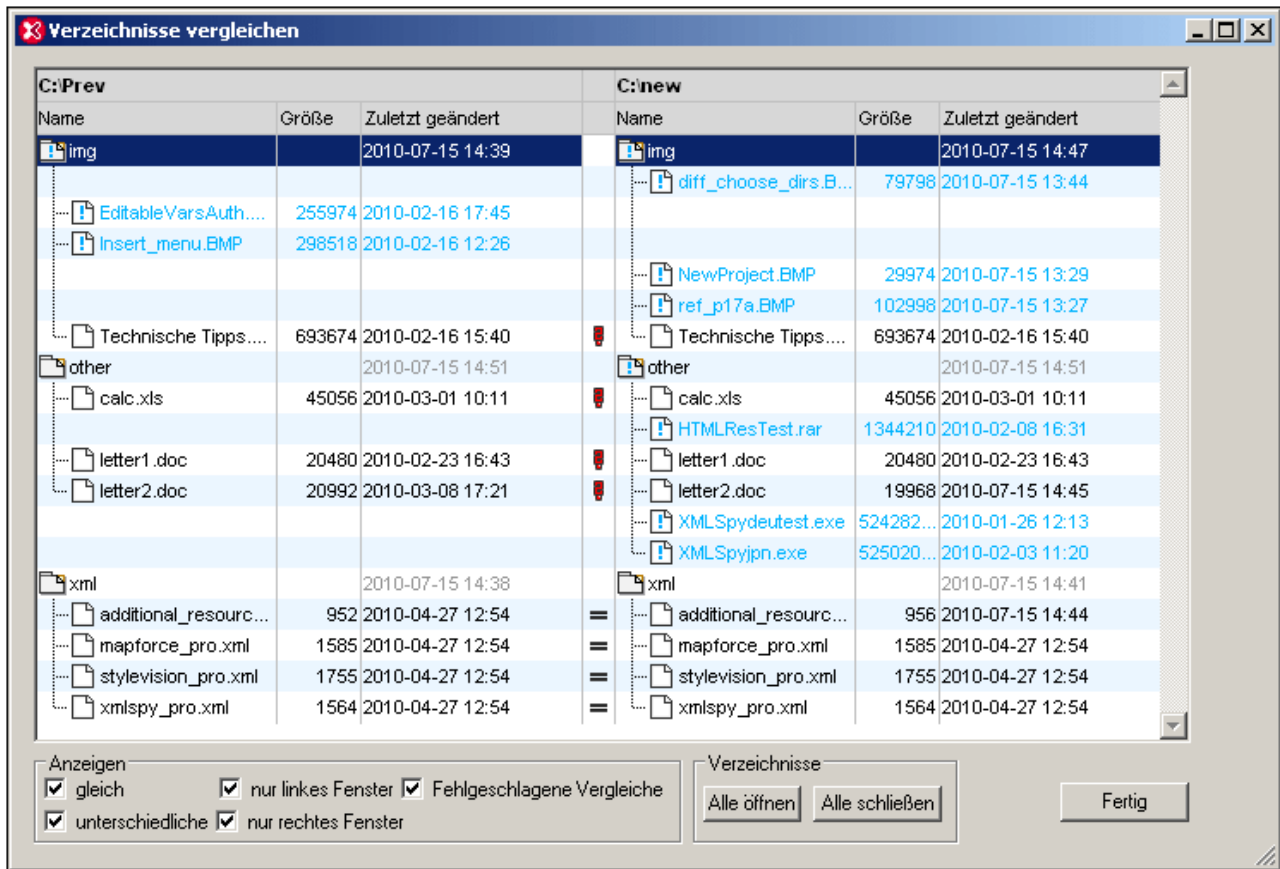 Verzeichnisse vergleichen
C:\Prev C:\new
Name Größe Zuletzt geändert Name Größe Zuletzt geändert
img 2010-07-15 14:39 img 2010-07-15 14:47
diff_choose_dirs.B... 79798 2010-07-15 13:44
EditableVarsAuth.... 255974 2010-02-16 17:45
Insert_menu.BMP 298518 2010-02-16 12:26
NewProject.BMP 29974 2010-07-15 13:29
ref_p17a.BMP 102998 2010-07-15 13:27
Technische Tipps.... 693674 2010-02-16 15:40 Technische Tipps.... 693674 2010-02-16 15:40
other 2010-07-15 14:51 other 2010-07-15 14:51
calc.xls 45056 2010-03-01 10:11 calc.xls 45056 2010-03-01 10:11
HTMLResTest.rar 1344210 2010-02-08 16:31
letter1.doc 20480 2010-02-23 16:43 letter1.doc 20480 2010-02-23 16:43
letter2.doc 20992 2010-03-08 17:21 letter2.doc 19968 2010-07-15 14:45
XMLSpydeutest.exe 524282... 2010-01-26 12:13
XMLSpyjpn.exe 525020... 2010-02-03 11:20
xml 2010-07-15 14:38 xml 2010-07-15 14:41
additional_resourc... 952 2010-04-27 12:54 = additional_resourc... 956 2010-07-15 14:44
mapforce_pro.xml 1585 2010-04-27 12:54 = mapforce_pro.xml 1585 2010-04-27 12:54
stylevision_pro.xml 1755 2010-04-27 12:54 = stylevision_pro.xml 1755 2010-04-27 12:54
xmlspy_pro.xml 1564 2010-04-27 12:54 = xmlspy_pro.xml 1564 2010-04-27 12:54
Anzeigen Verzeichnisse
gleich nur linkes Fenster Fehlgeschlagene Vergleiche
Alle öffnen Alle schließen Fertig
unterschiedliche nur rechtes Fenster